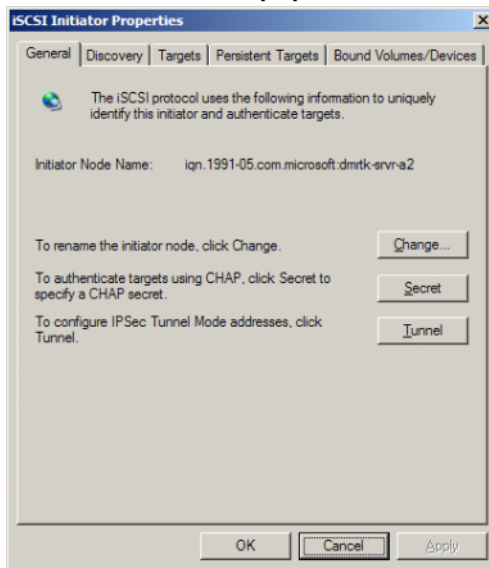 iSCSI Initiator Properties
General Discovery Targets Persistent Targets Bound Volumes/Devices
The iSCSI protocol uses the following information to uniquely
identify this initiator and authenticate targets.
Initiator Node Name: iqn.1991-05.com.microsoft:dmrtk-srvr-a2
To rename the initiator node, click Change.
Change...
To authenticate targets using CHAP, click Secret to
specify a CHAP secret.
Secret
To configure IPSec Tunnel Mode addresses, click
Tunnel.
Tunnel
OK Cancel Apply